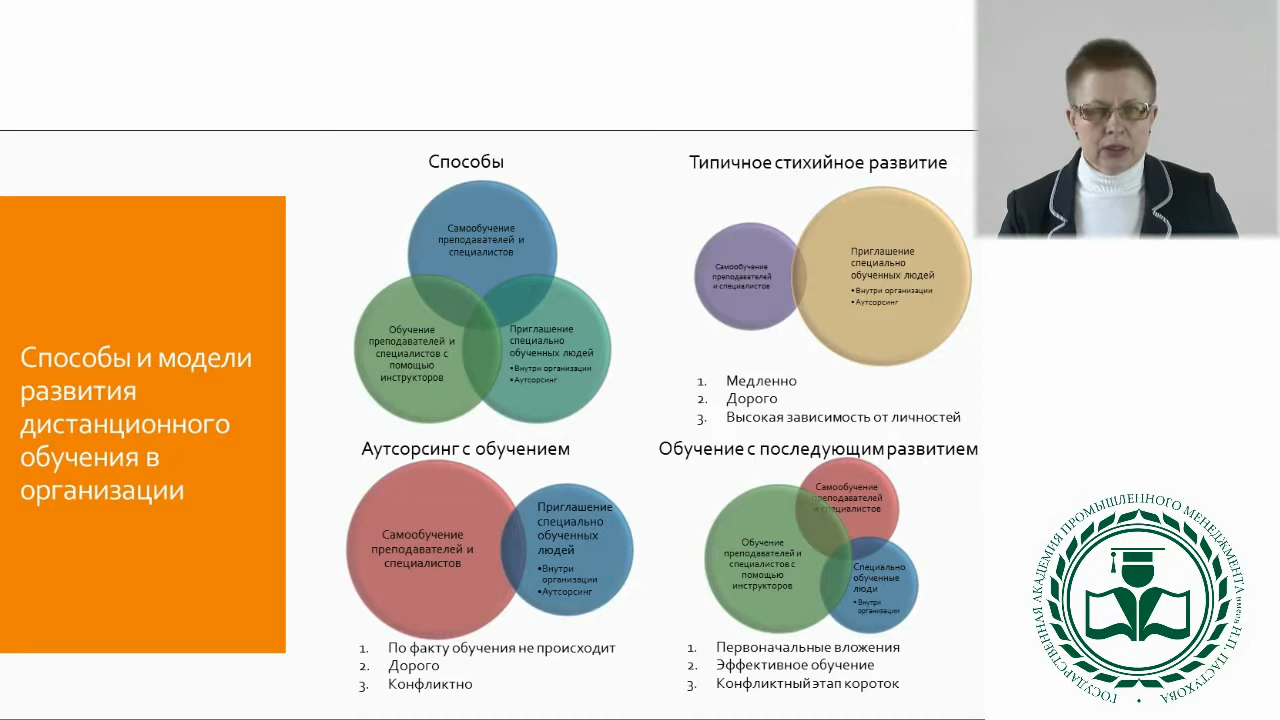 Способы и модели
развития
дистанционного
обучения в
организации
Способы
Самообучение
преподавателей и
специалистов
Обучение
преподавателей и
специалистов с
помощью
инструкторов
Приглашение
специально
обученных людей
•Внутри организации
•Аутсорсинг
Типичное стихийное развитие
Самообучение
преподавателей
и специалистов
Приглашение
специально
обученных людей
•Внутри организации
•Аутсорсинг
1. Медленно
2. Дорого
3. Высокая зависимость от личностей
Аутсорсинг с обучением
Самообучение
преподавателей и
специалистов
Приглашение
специально
обученных
людей
•Внутри
организации
•Аутсорсинг
1. По факту обучения не происходит
2. Дорого
3. Конфликтно
Обучение с последующим развитием
Самообучение
преподавателей
и специалистов
Обучение
преподавателей и
специалистов с
помощью
инструкторов
Специально
обученные
люди
•Внутри
организации
1. Первоначальные вложения
2. Эффективное обучение
3. Конфликтный этап короток
ГОСУДАРСТВЕННАЯ АКАДЕМИЯ ПРОМЫШЛЕННОГО МЕНЕДЖМЕНТА имени Н.П. ПАСТУХОВА